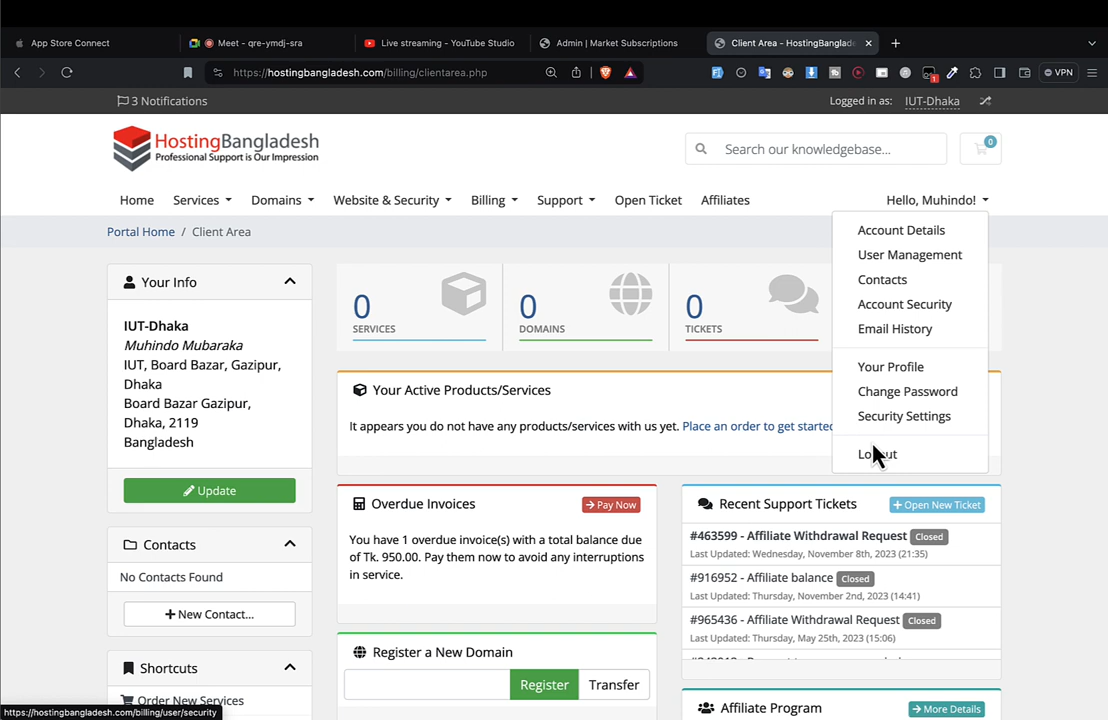 App Store Connect
Meet - qre-ymdj-sra
Live streaming - YouTube Studio
Admin | Market Subscriptions
Client Area - HostingBanglad
https://hostingbangladesh.com/billing/clientarea.php
1
VPN
3 Notifications
Logged in as: IUT-Dhaka
HostingBangladesh
Professional Support is Our Impression
Search our knowledgebase...
0
Home Services Domains Website & Security Billing Support Open Ticket Affiliates Hello, Muhindo!
Portal Home / Client Area
Account Details
User Management
Contacts
Account Security
Email History
Your Profile
Change Password
Security Settings
Your Info
IUT-Dhaka
Muhindo Mubaraka
IUT, Board Bazar, Gazipur,
Dhaka
Board Bazar Gazipur,
Dhaka, 2119
Bangladesh
Update
Contacts
No Contacts Found
New Contact...
Shortcuts
Order New Services
0
SERVICES
0
DOMAINS
0
TICKETS
Your Active Products/Services
It appears you do not have any products/services with us yet. Place an order to get started
Overdue Invoices
Pay Now
You have 1 overdue invoice(s) with a total balance due
of Tk. 950.00. Pay them now to avoid any interruptions
in service.
Register a New Domain
Register
Transfer
Recent Support Tickets
Open New Ticket
#463599 - Affiliate Withdrawal Request Closed
Last Updated: Wednesday, November 8th, 2023 (21:35)
#916952 - Affiliate balance Closed
Last Updated: Thursday, November 2nd, 2023 (14:41)
#965436 - Affiliate Withdrawal Request Closed
Last Updated: Thursday, May 25th, 2023 (15:06)
Affiliate Program
More Details
https://hostingbangladesh.com/billing/user/security